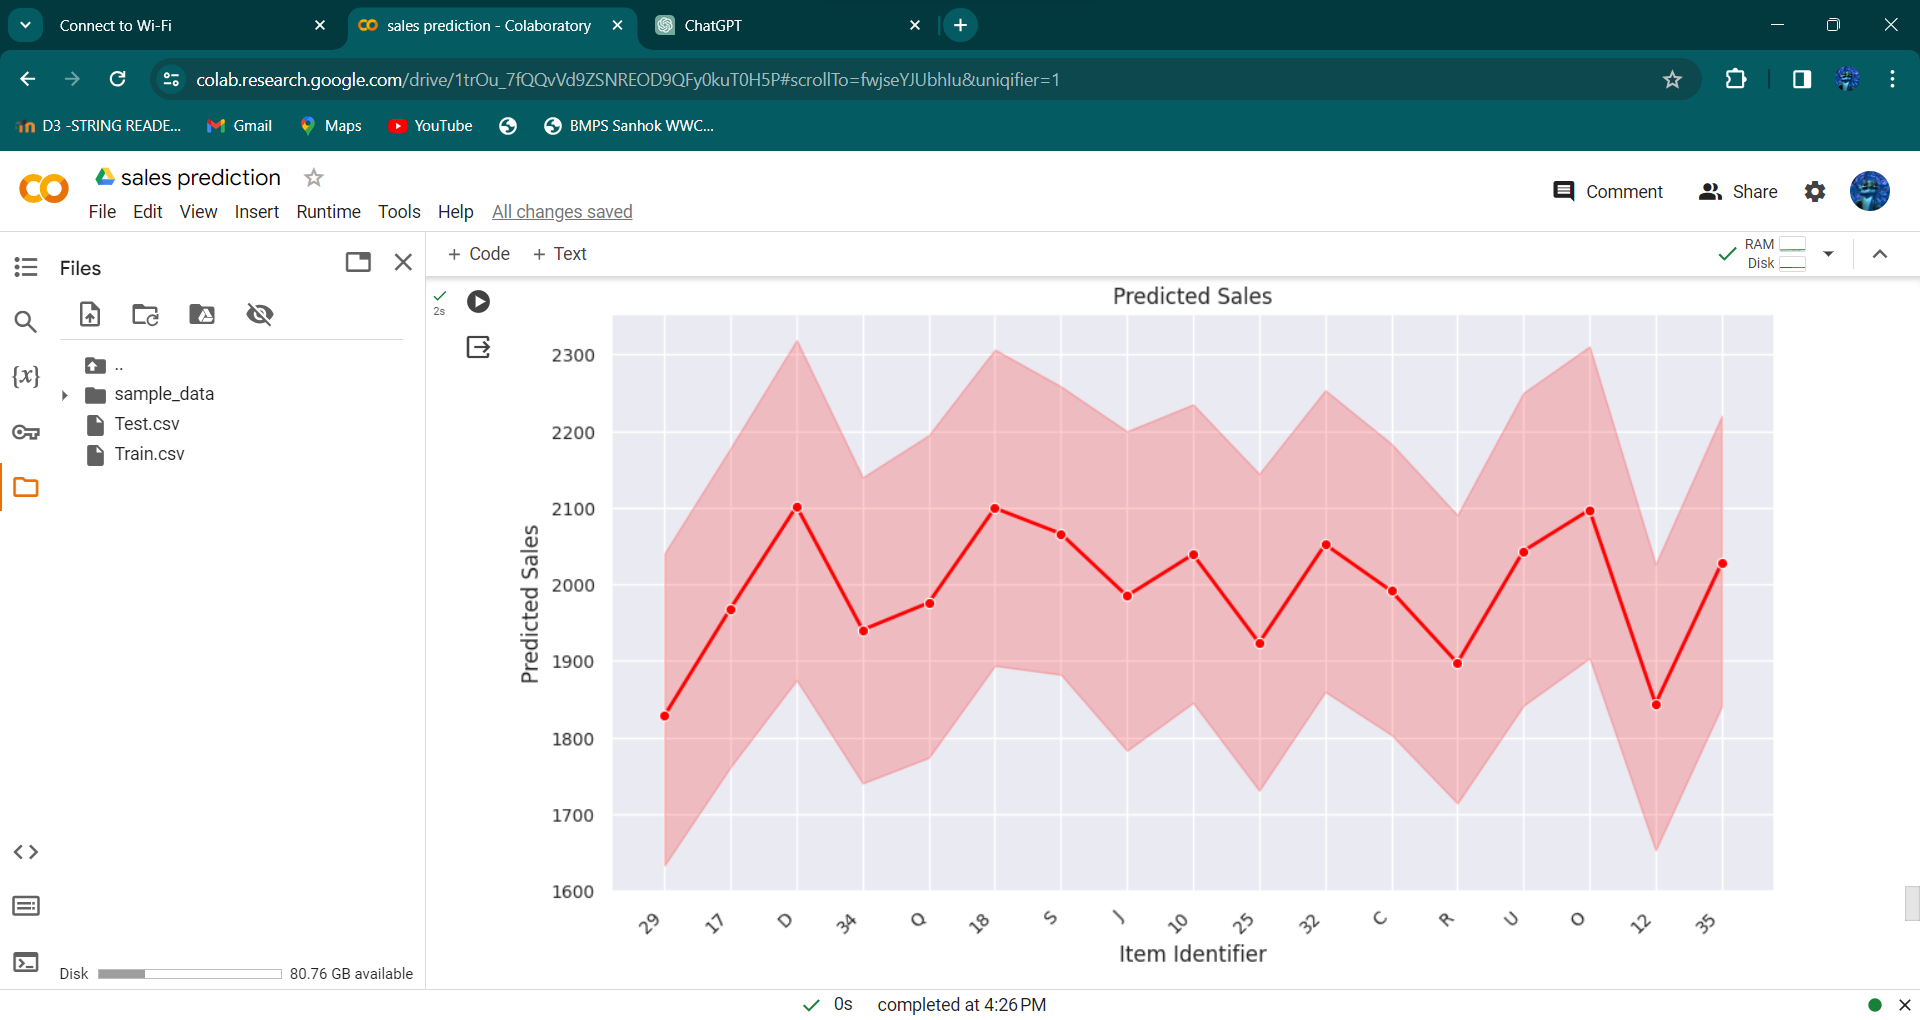 Connect to Wi-Fi
sales prediction - Colaboratory
ChatGPT
colab.research.google.com/drive/1trOu_7fQQvVd9ZSNREOD9QFy0kuT0H5P#scrollTo=fwjseYJUbhIu&uniqifier=1
D3 -STRING READE...
Gmail
Maps
YouTube
BMPS Sanhok WWC...
sales prediction
File Edit View Insert Runtime Tools Help All changes saved
Comment
Share
Files
+ Code + Text
RAM
Disk
..
sample_data
Test.csv
Train.csv
{x}
Disk
80.76 GB available
2s
Predicted Sales
Predicted Sales
2300
2200
2100
2000
1900
1800
1700
1600
29 17 D 34 Q 18 S J 10 25 32 C R U O 12 35
Item Identifier
0s completed at 4:26 PM